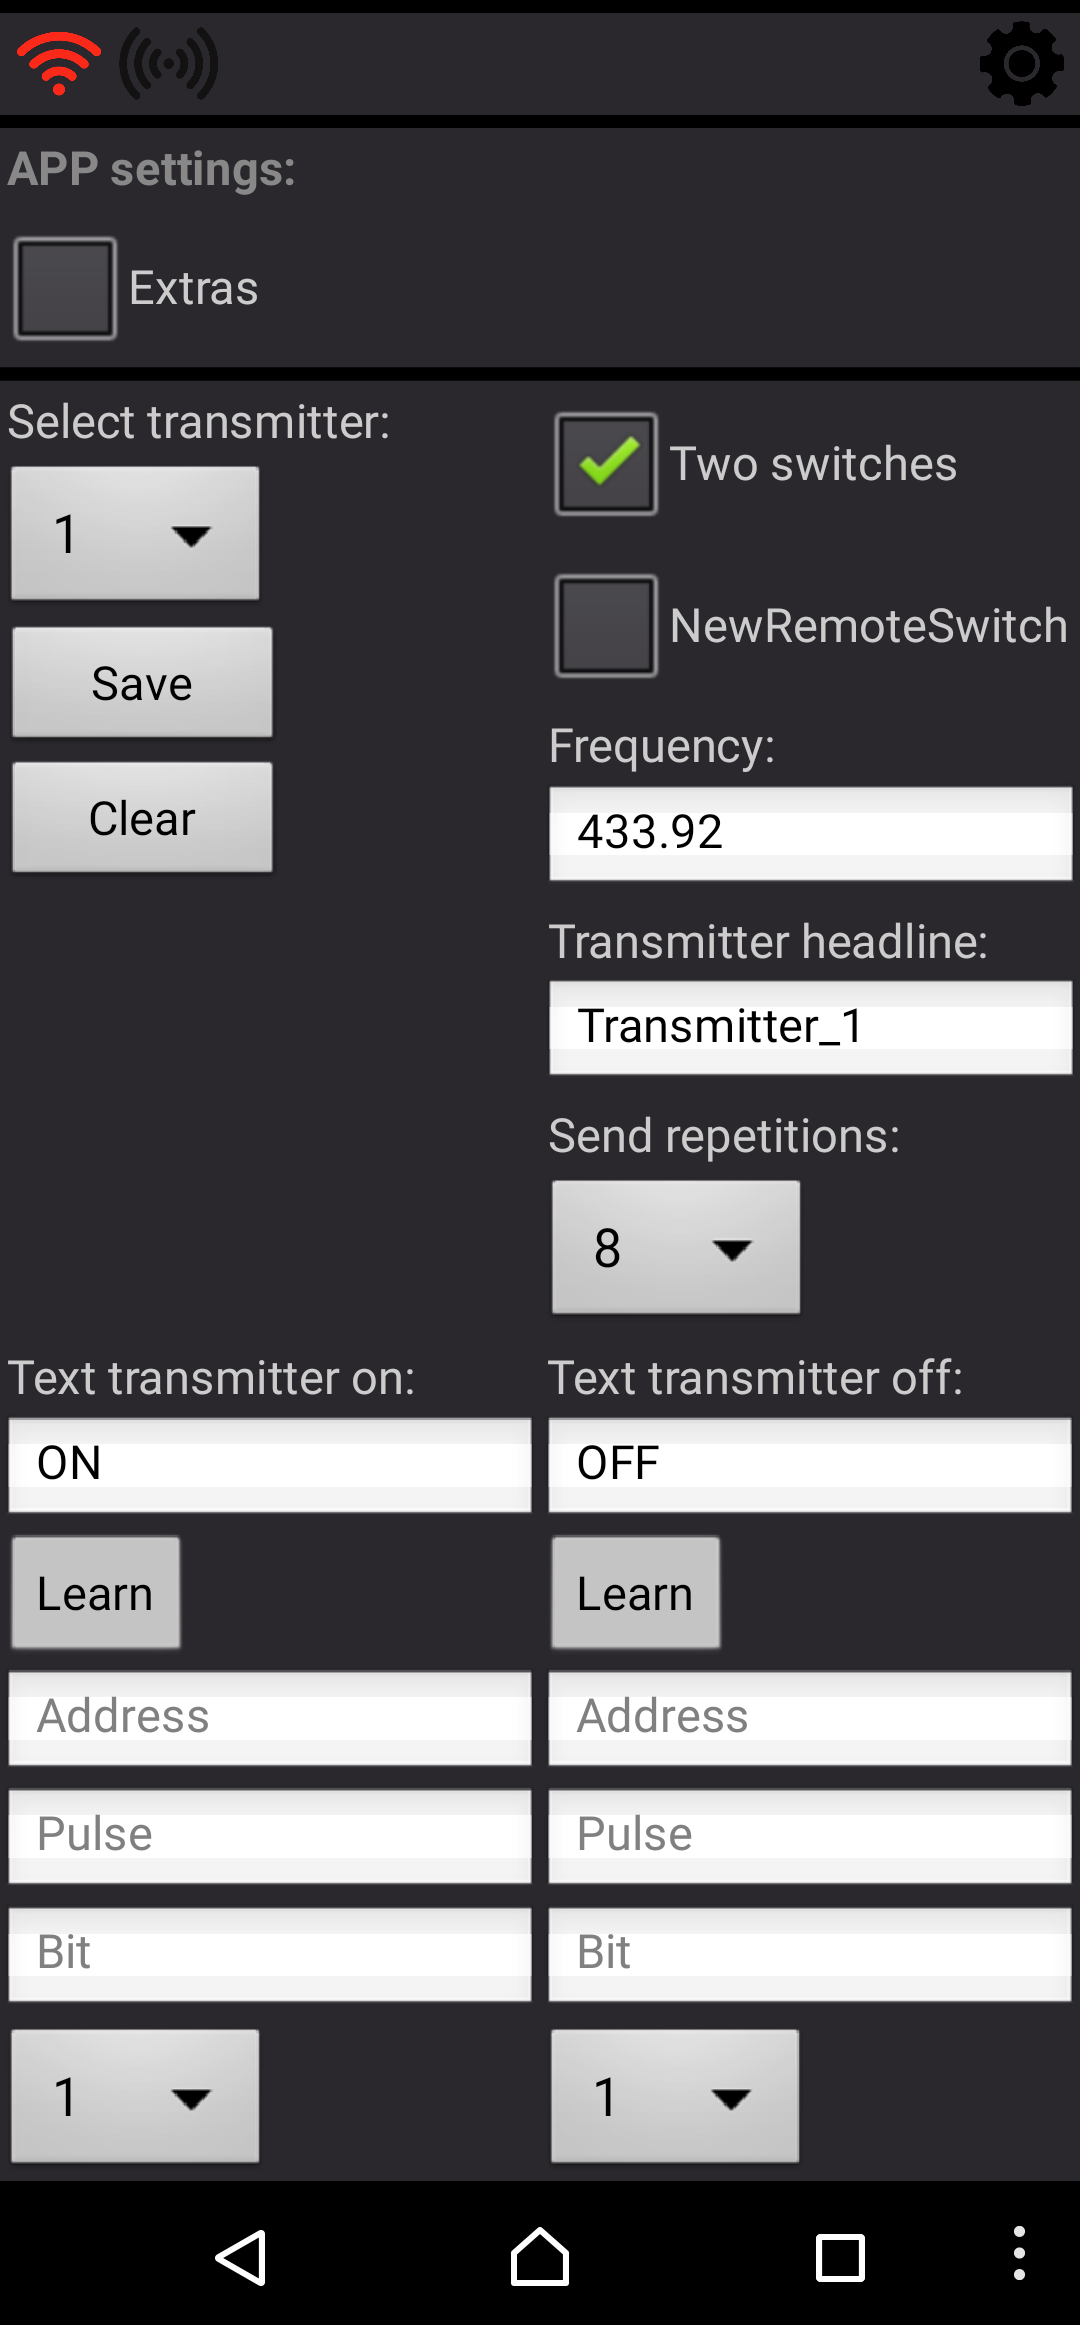 APP settings:
Extras
Select transmitter:
1
Two switches
Save
NewRemoteSwitch
Clear
Frequency:
433.92
Transmitter headline:
Transmitter_1
Send repetitions:
8
Text transmitter on: Text transmitter off:
ON OFF
Learn Learn
Address Address
Pulse Pulse
Bit Bit
1 1